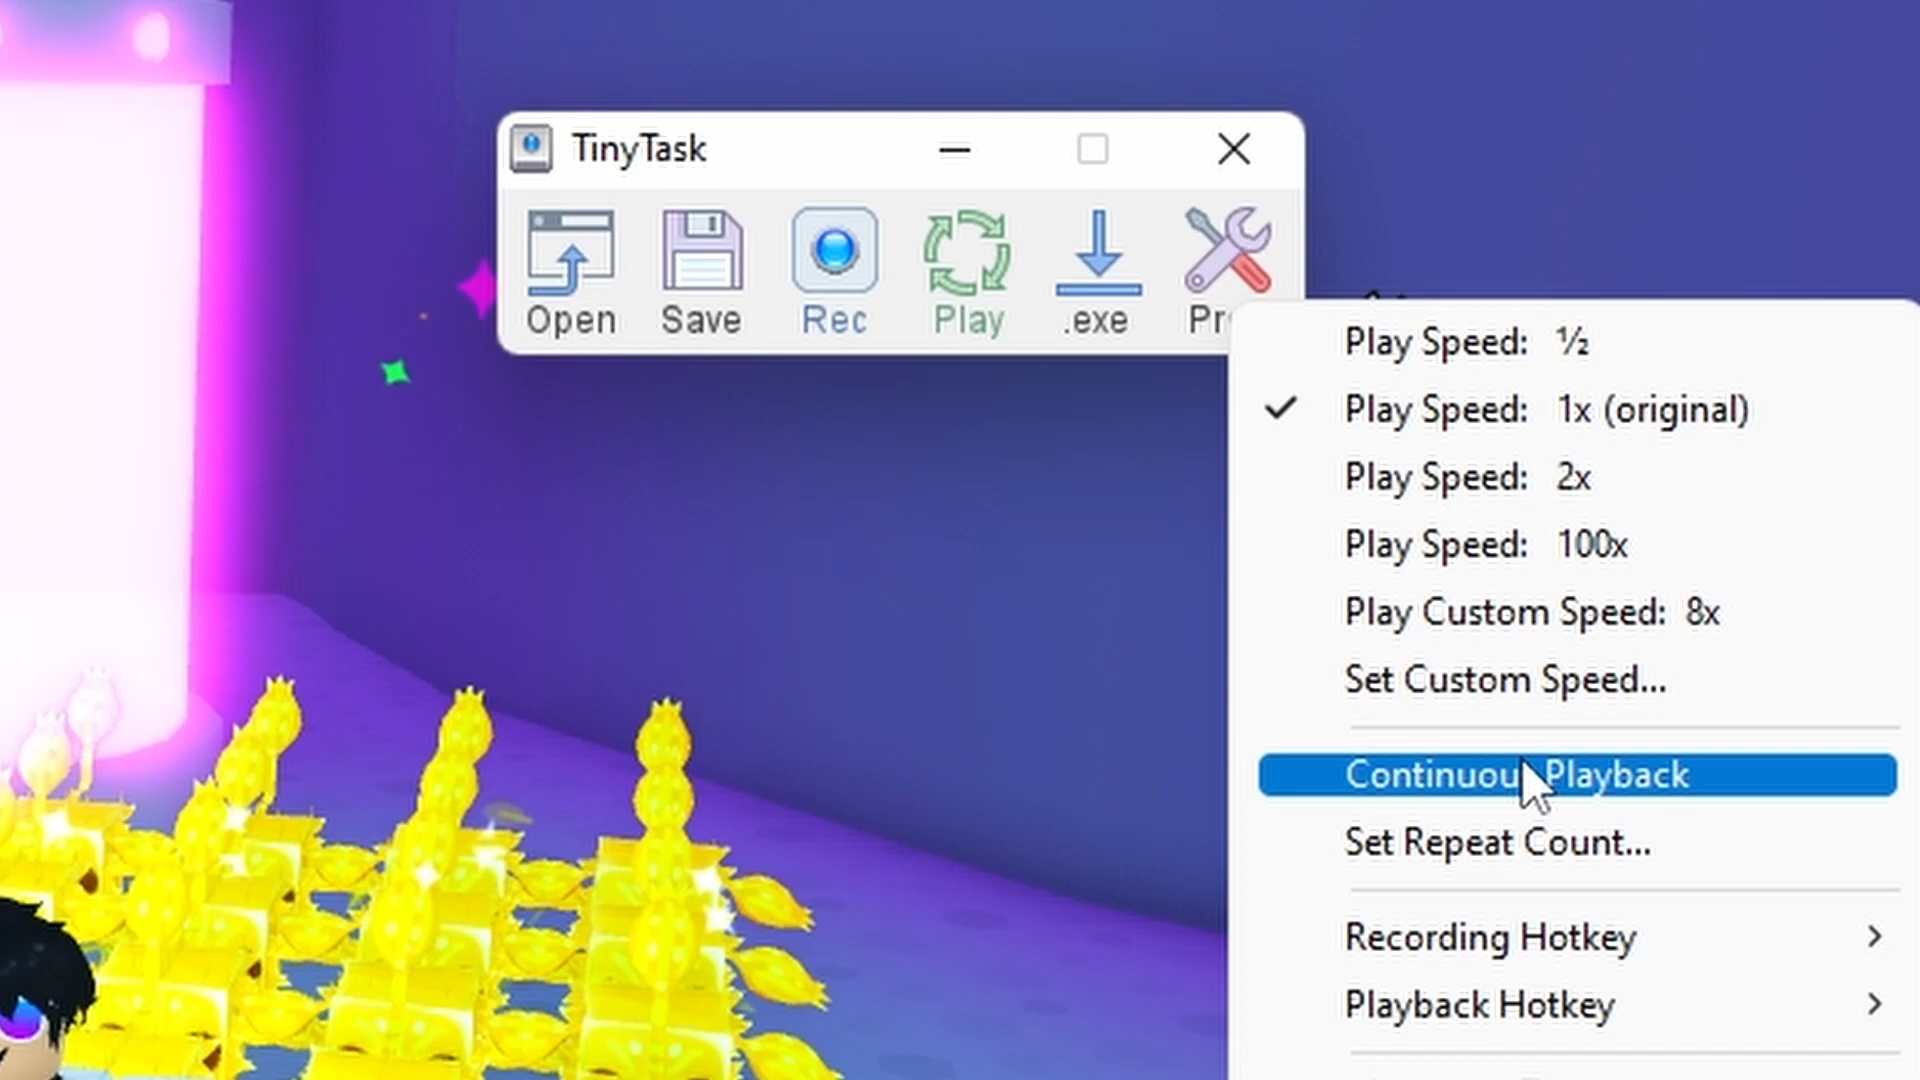 TinyTask
Open Save Rec Play .exe
Play Speed: ½
Play Speed: 1x (original)
Play Speed: 2x
Play Speed: 100x
Play Custom Speed: 8x
Set Custom Speed...
Continuous Playback
Set Repeat Count...
Recording Hotkey
Playback Hotkey